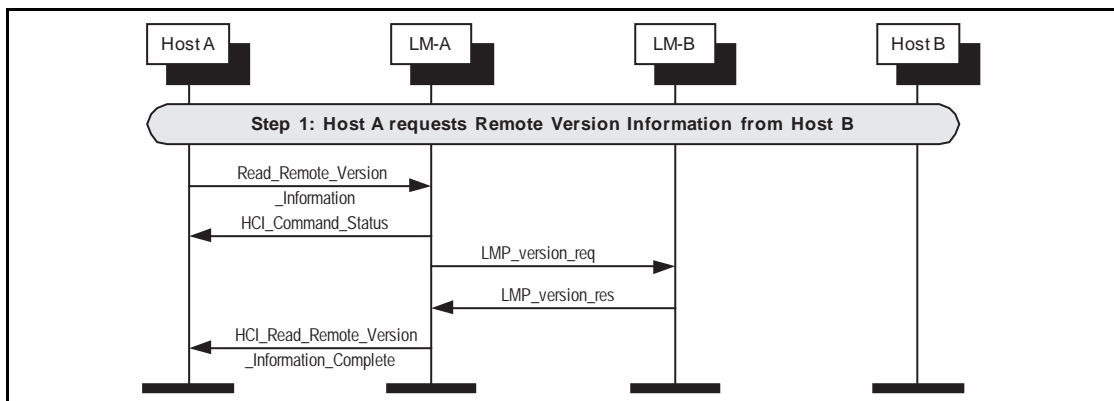 Host A
LM-A
LM-B
Host B
Step 1: Host A requests Remote Version Information from Host B
Read_Remote_Version
_Information
HCI_Command_Status
LMP_version_req
LMP_version_res
HCI_Read_Remote_Version
_Information_Complete